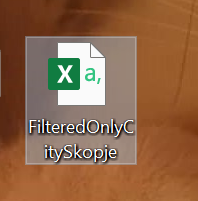 X a,
FilteredOnlyC
itySkopje